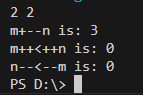 2 2
m+--n is: 3
m++<++n is: 0
n--<--m is: 0
PS D:\>